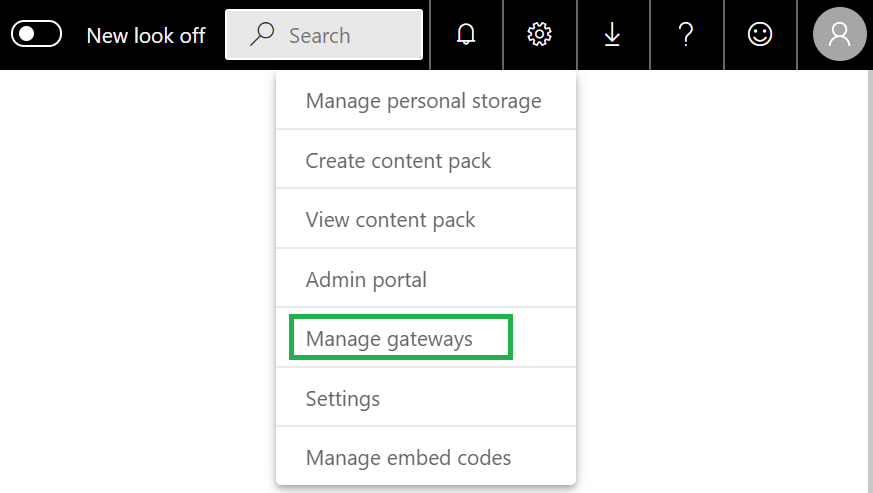 New look off
Search
Manage personal storage
Create content pack
View content pack
Admin portal
Manage gateways
Settings
Manage embed codes